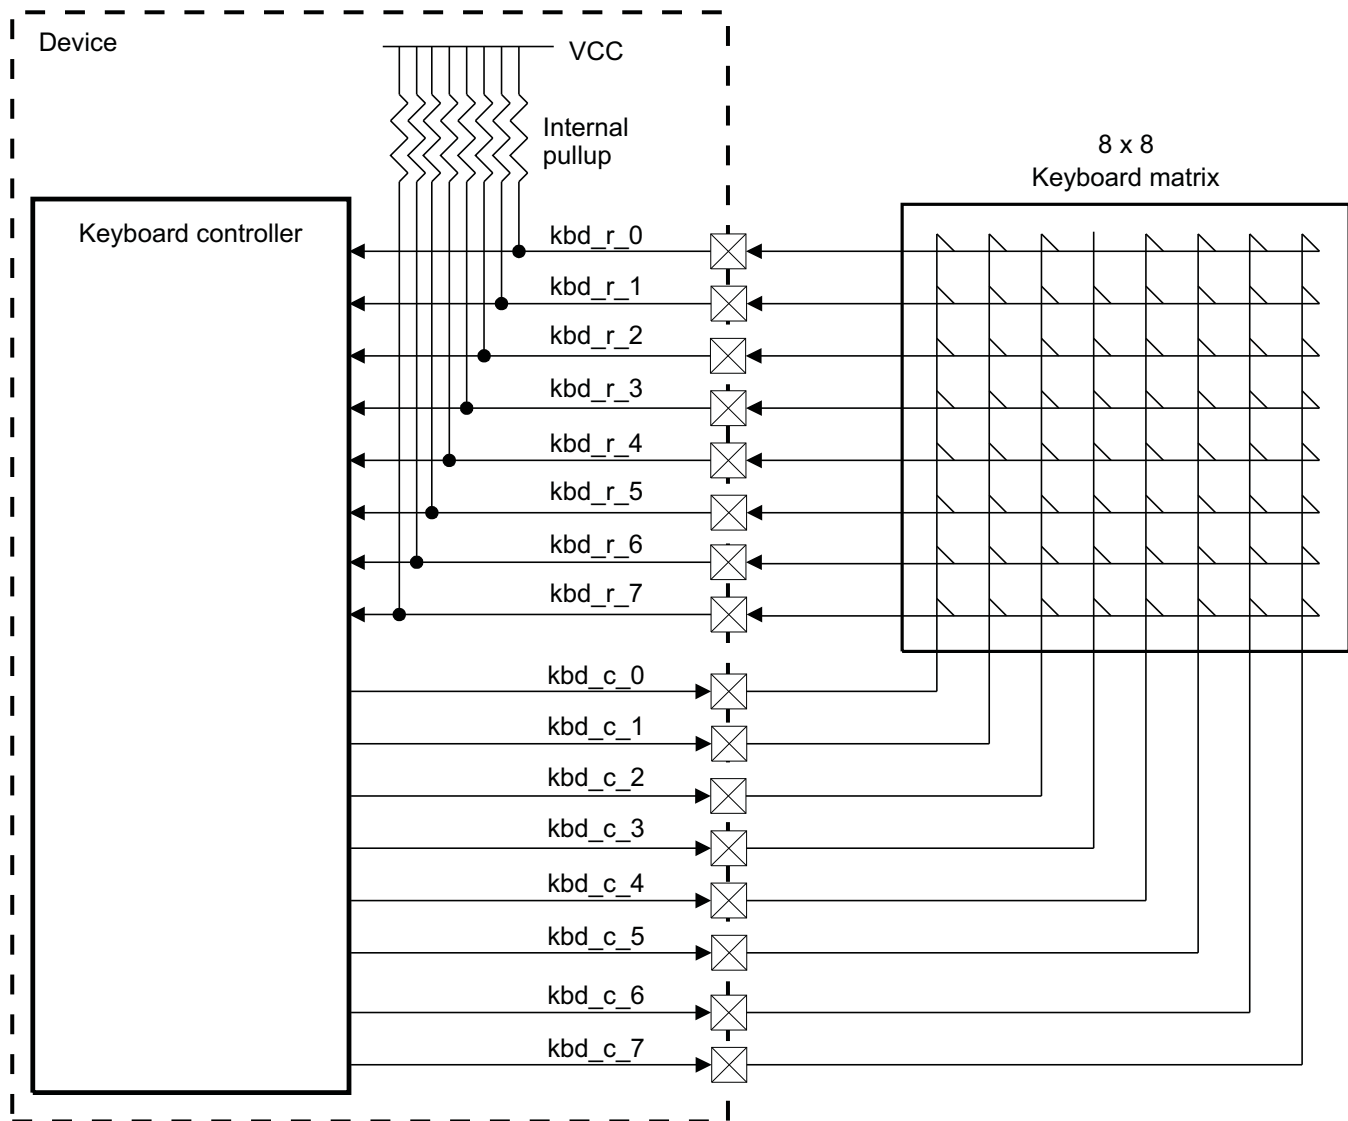 Device
VCC
Internal
pullup
8 x 8
Keyboard matrix
Keyboard controller
kbd_r_0
kbd_r_1
kbd_r_2
kbd_r_3
kbd_r_4
kbd_r_5
kbd_r_6
kbd_r_7
kbd_c_0
kbd_c_1
kbd_c_2
kbd_c_3
kbd_c_4
kbd_c_5
kbd_c_6
kbd_c_7